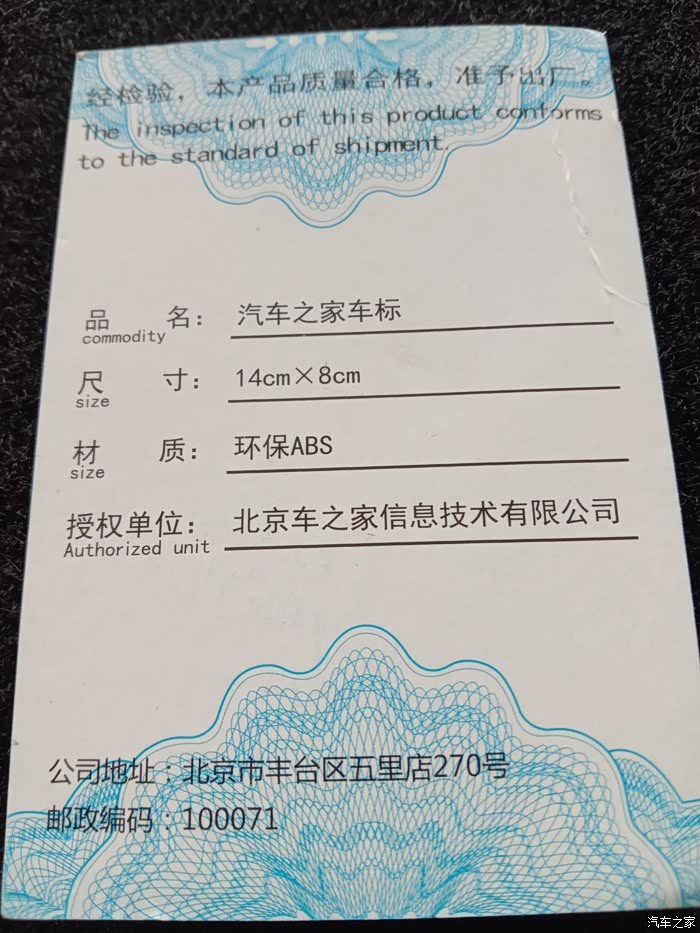 经检验，本产品质量合格，准予出厂。
The inspection of this product conforms
to the standard of shipment.
品 名： 汽车之家车标
commodity
尺 寸： 14cm×8cm
size
材 质： 环保ABS
size
授权单位： 北京车之家信息技术有限公司
Authorized unit
公司地址：北京市丰台区五里店270号
邮政编码：100071
汽车之家